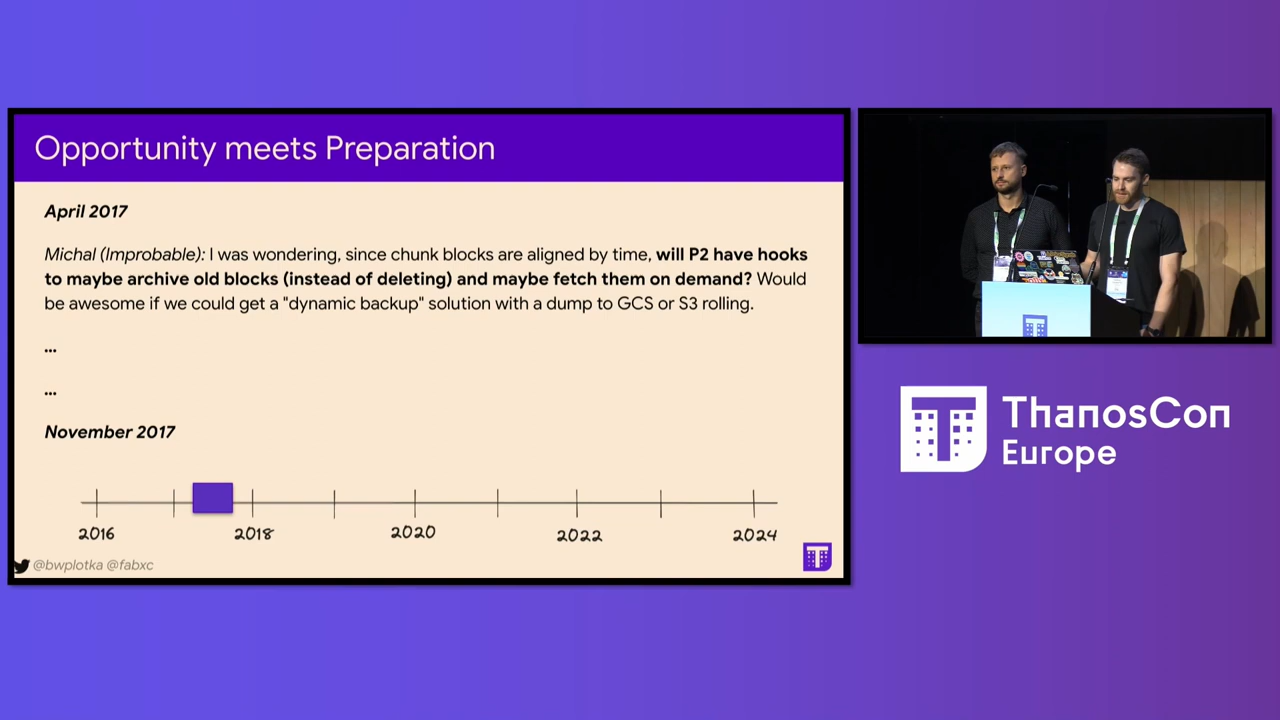 Opportunity meets Preparation
April 2017
Michal (Improbable): I was wondering, since chunk blocks are aligned by time, will P2 have hooks
to maybe archive old blocks (instead of deleting) and maybe fetch them on demand? Would
be awesome if we could get a "dynamic backup" solution with a dump to GCS or S3 rolling.
...
...
November 2017
2016
2018
2020
2022
2024
@bwplotka @fabxc
T
T
ThanosCon
Europe